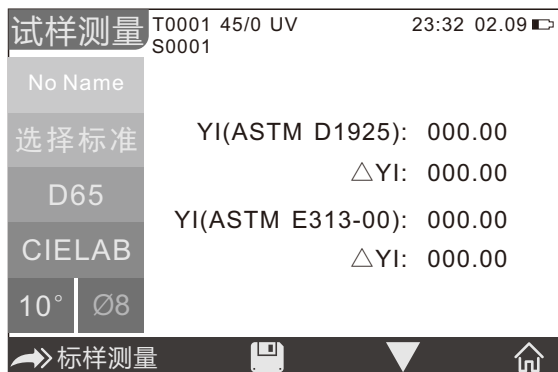 试样测量
T0001 45/0 UV
23:32 02.09
S0001
No Name
选择标准
D65
CIELAB
10° Ø8
YI(ASTM D1925): 000.00
△YI: 000.00
YI(ASTM E313-00): 000.00
△YI: 000.00
标样测量